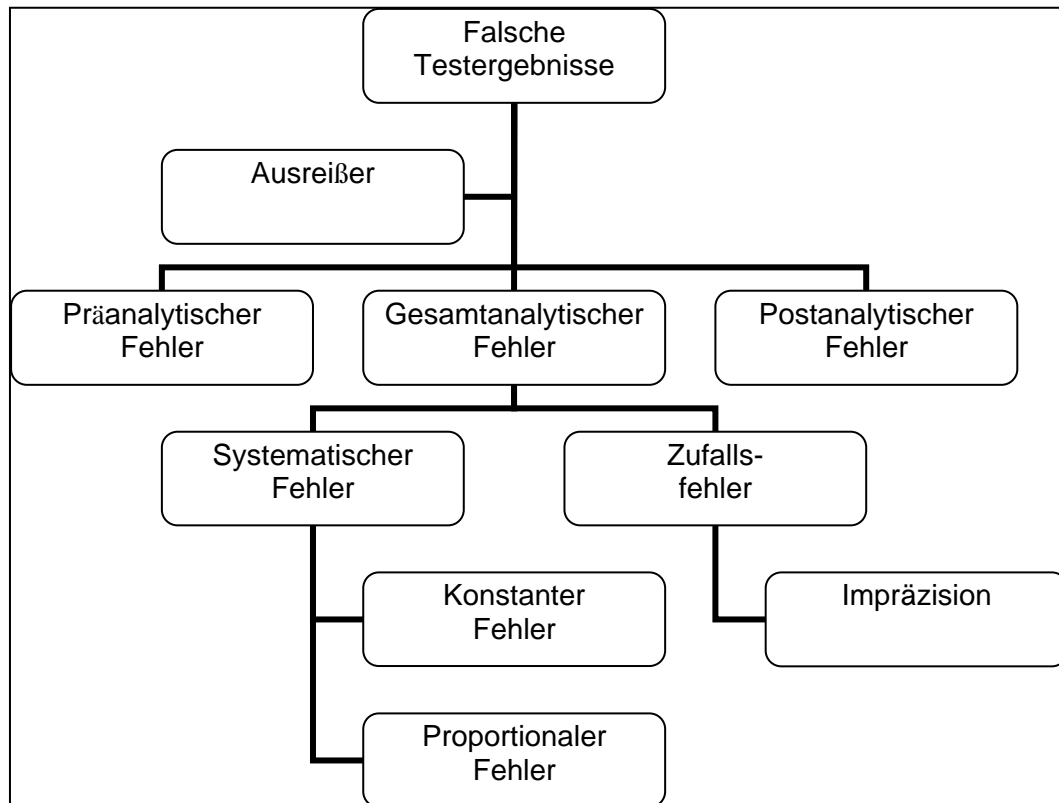 Falsche
Testergebnisse
Ausreißer
Präanalytischer
Fehler
Gesamtanalytischer
Fehler
Postanalytischer
Fehler
Systematischer
Fehler
Zufalls-
fehler
Konstanter
Fehler
Impräzision
Proportionaler
Fehler